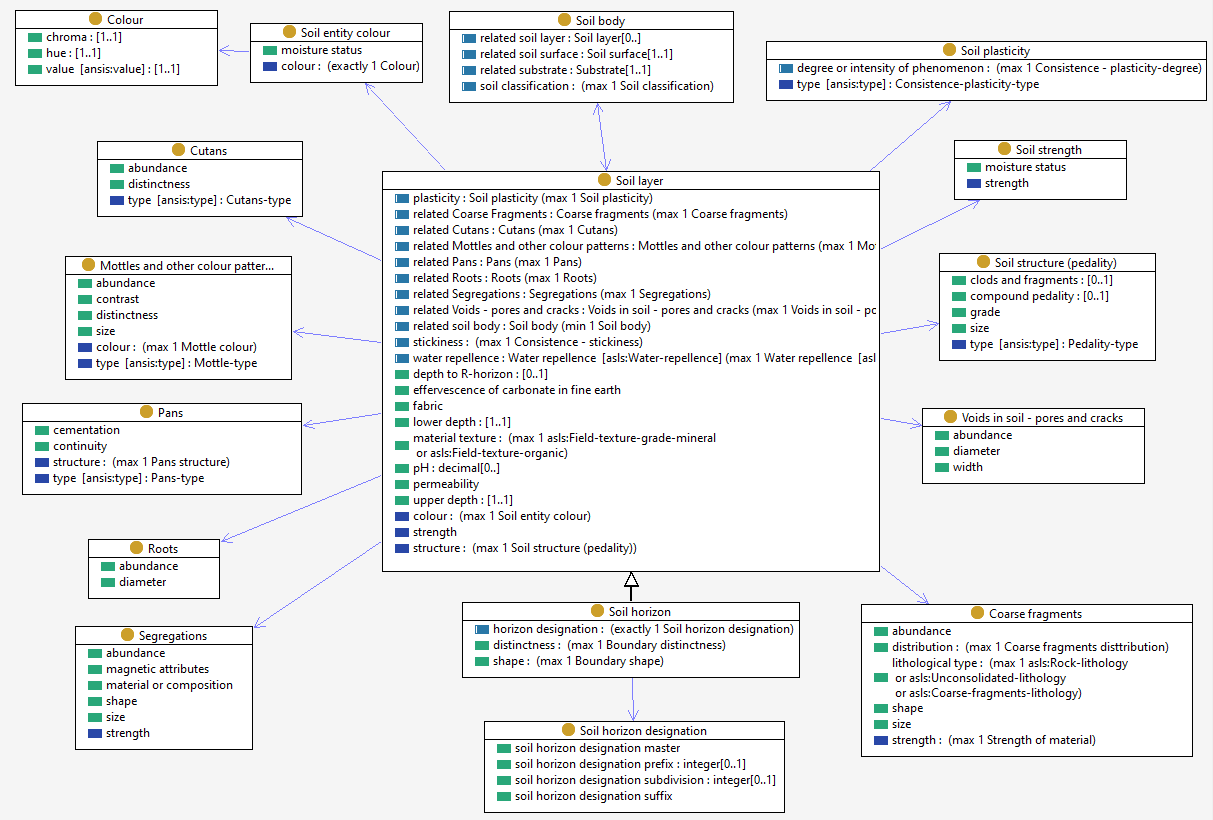 Colour
chroma : [1..1]
hue : [1..1]
value  [ansis:value] : [1..1]
Soil entity colour
moisture status
colour :  (exactly 1 Colour)
Soil body
related soil layer : Soil layer[0..]
related soil surface : Soil surface[1..1]
related substrate : Substrate[1..1]
soil classification :  (max 1 Soil classification)
Soil plasticity
degree or intensity of phenomenon :  (max 1 Consistence - plasticity-degree)
type  [ansis:type] : Consistence-plasticity-type
Cutans
abundance
distinctness
type  [ansis:type] : Cutans-type
Soil strength
moisture status
strength
Soil layer
plasticity : Soil plasticity (max 1 Soil plasticity)
related Coarse Fragments : Coarse fragments (max 1 Coarse fragments)
related Cutans : Cutans (max 1 Cutans)
related Mottles and other colour patterns : Mottles and other colour patterns (max 1 Mo
related Pans : Pans (max 1 Pans)
related Roots : Roots (max 1 Roots)
related Segregations : Segregations (max 1 Segregations)
related Voids - pores and cracks : Voids in soil - pores and cracks (max 1 Voids in soil - pc
related soil body : Soil body (min 1 Soil body)
stickiness :  (max 1 Consistence - stickiness)
water repellence : Water repellence  [asls:Water-repellence] (max 1 Water repellence  [asl
depth to R-horizon : [0..1]
effervescence of carbonate in fine earth
fabric
lower depth : [1..1]
material texture :  (max 1 asls:Field-texture-grade-mineral
or asls:Field-texture-organic)
pH : decimal[0..]
permeability
upper depth : [1..1]
colour :  (max 1 Soil entity colour)
strength
structure :  (max 1 Soil structure (pedality))
Mottles and other colour patter...
abundance
contrast
distinctness
size
colour :  (max 1 Mottle colour)
type  [ansis:type] : Mottle-type
Soil structure (pedality)
clods and fragments : [0..1]
compound pedality : [0..1]
grade
size
type  [ansis:type] : Pedality-type
Pans
cementation
continuity
structure :  (max 1 Pans structure)
type  [ansis:type] : Pans-type
Voids in soil - pores and cracks
abundance
diameter
width
Roots
abundance
diameter
Segregations
abundance
magnetic attributes
material or composition
shape
size
strength
Soil horizon
horizon designation :  (exactly 1 Soil horizon designation)
distinctness :  (max 1 Boundary distinctness)
shape :  (max 1 Boundary shape)
Coarse fragments
abundance
distribution :  (max 1 Coarse fragments disttribution)
lithological type :  (max 1 asls:Rock-lithology
or asls:Unconsolidated-lithology
or asls:Coarse-fragments-lithology)
shape
size
strength :  (max 1 Strength of material)
Soil horizon designation
soil horizon designation master
soil horizon designation prefix : integer[0..1]
soil horizon designation subdivision : integer[0..1]
soil horizon designation suffix